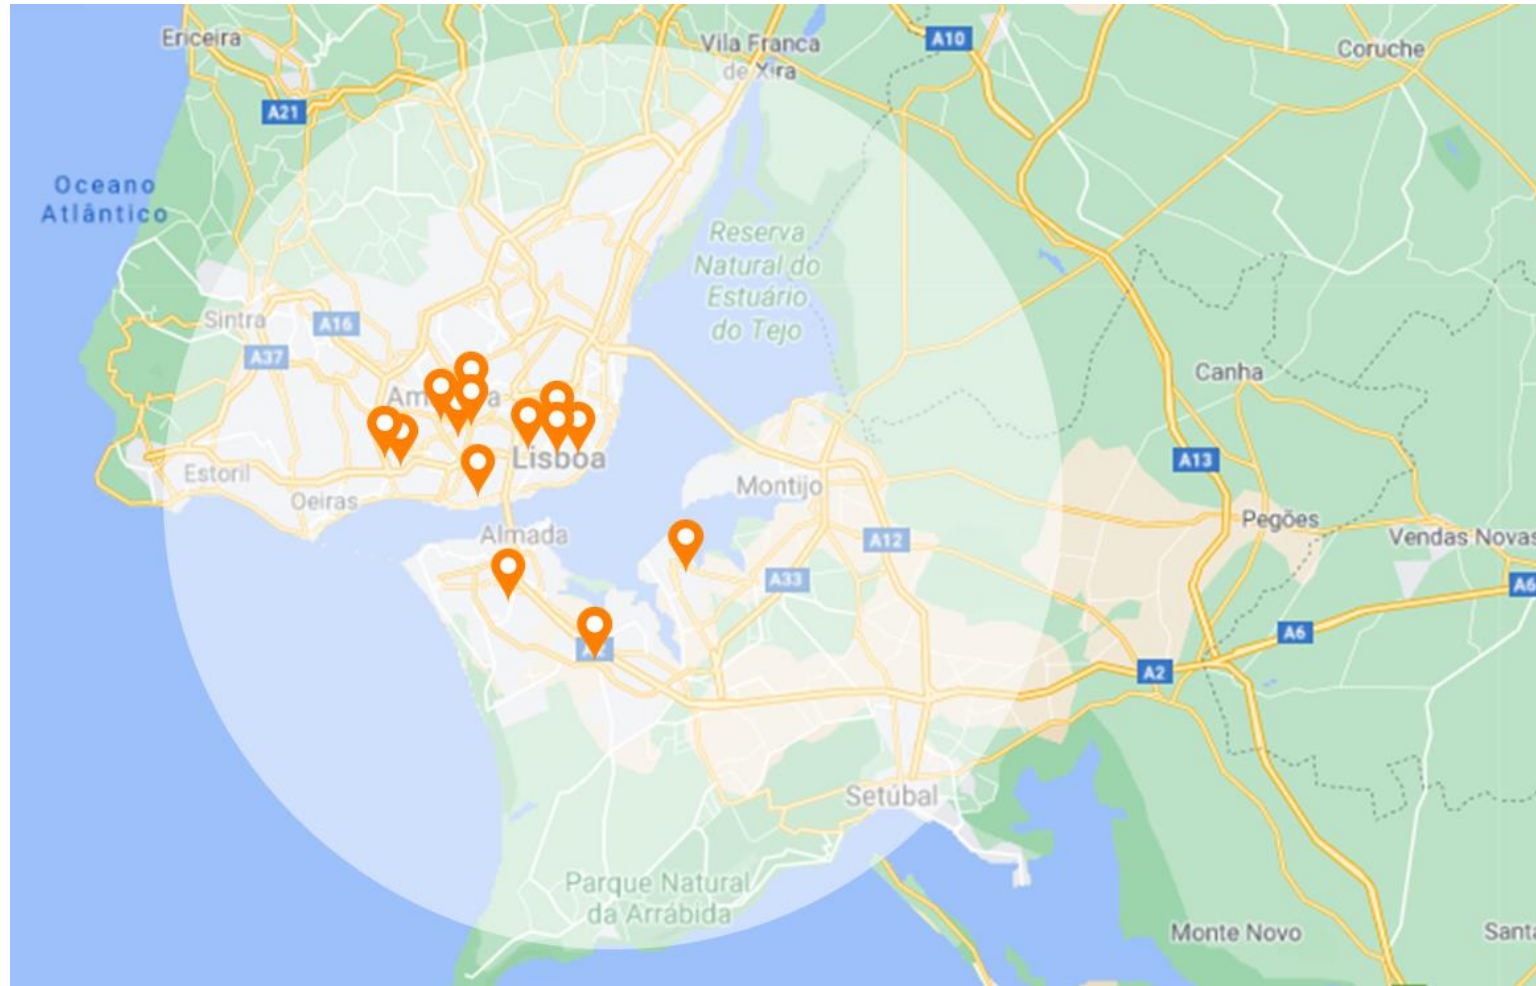 Ericeira
Vila Franca
de Xira
A10
Coruche
A21
Oceano
Atlântico
Reserva
Natural do
Estuário
do Tejo
Sintra
A16
A37
Canha
Lisboa
A13
Estoril
Montijo
Oeiras
Pegões
Almada
A12
Vendas Novas
A33
A6
A6
A2
Setúbal
Parque Natural
da Arrábida
Monte Novo